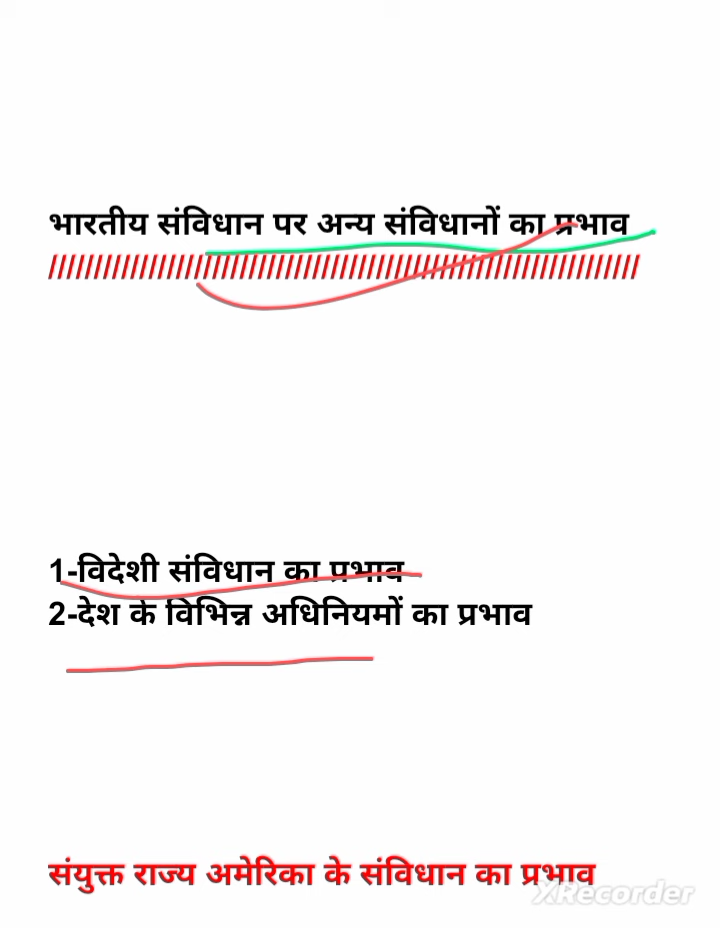 भारतीय संविधान पर अन्य संविधानों का प्रभाव
/////////////////////////////////////////////////////////////////
1-विदेशी संविधान का प्रभाव
2-देश के विभिन्न अधिनियमों का प्रभाव
संयुक्त राज्य अमेरिका के संविधान का प्रभाव
XRecorder